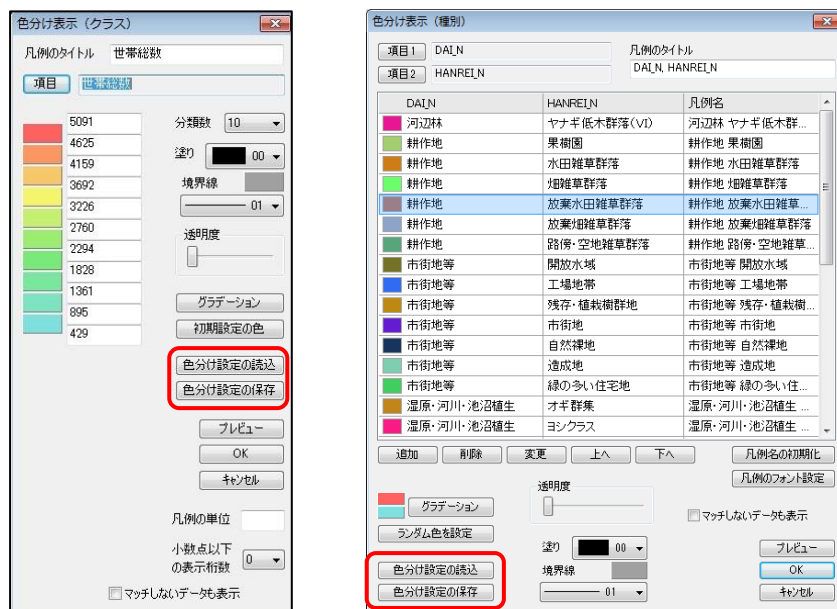 色分け表示（クラス）
凡例のタイトル 世帯総数
項目 世帯総数
5091
4625
4159
3692
3226
2760
2294
1828
1361
895
429
分類数 10
塗り 00
境界線
01
透明度
グラデーション
初期設定の色
色分け設定の読込
色分け設定の保存
プレビュー
OK
キャンセル
凡例の単位
小数点以下
の表示桁数 0
マッチしないデータも表示
色分け表示（種別）
項目1 DAI_N
凡例のタイトル
項目2 HANREI_N
DAI_N, HANREI_N
DAI_N HANREI_N 凡例名
河辺林 ヤナギ低木群落(VI) 河辺林 ヤナギ低木群...
耕作地 果樹園 耕作地 果樹園
耕作地 水田雑草群落 耕作地 水田雑草群落
耕作地 畑雑草群落 耕作地 畑雑草群落
耕作地 放棄水田雑草群落 耕作地 放棄水田雑草...
耕作地 放棄畑雑草群落 耕作地 放棄畑雑草群落
耕作地 路傍・空地雑草群落 耕作地 路傍・空地雑草...
市街地等 開放水域 市街地等 開放水域
市街地等 工場地帯 市街地等 工場地帯
市街地等 残存・植栽樹群地 市街地等 残存・植栽樹...
市街地等 市街地 市街地等 市街地
市街地等 自然裸地 市街地等 自然裸地
市街地等 造成地 市街地等 造成地
市街地等 緑の多い住宅地 市街地等 緑の多い住...
湿原・河川・池沼植生 オギ群集 湿原・河川・池沼植生 ...
湿原・河川・池沼植生 ヨシクラス 湿原・河川・池沼植生 ...
追加 削除 変更 上へ 下へ 凡例名の初期化
凡例のフォント設定
グラデーション
透明度
マッチしないデータも表示
ランダム色を設定
塗り 00
プレビュー
色分け設定の読込
境界線
OK
色分け設定の保存
01
キャンセル